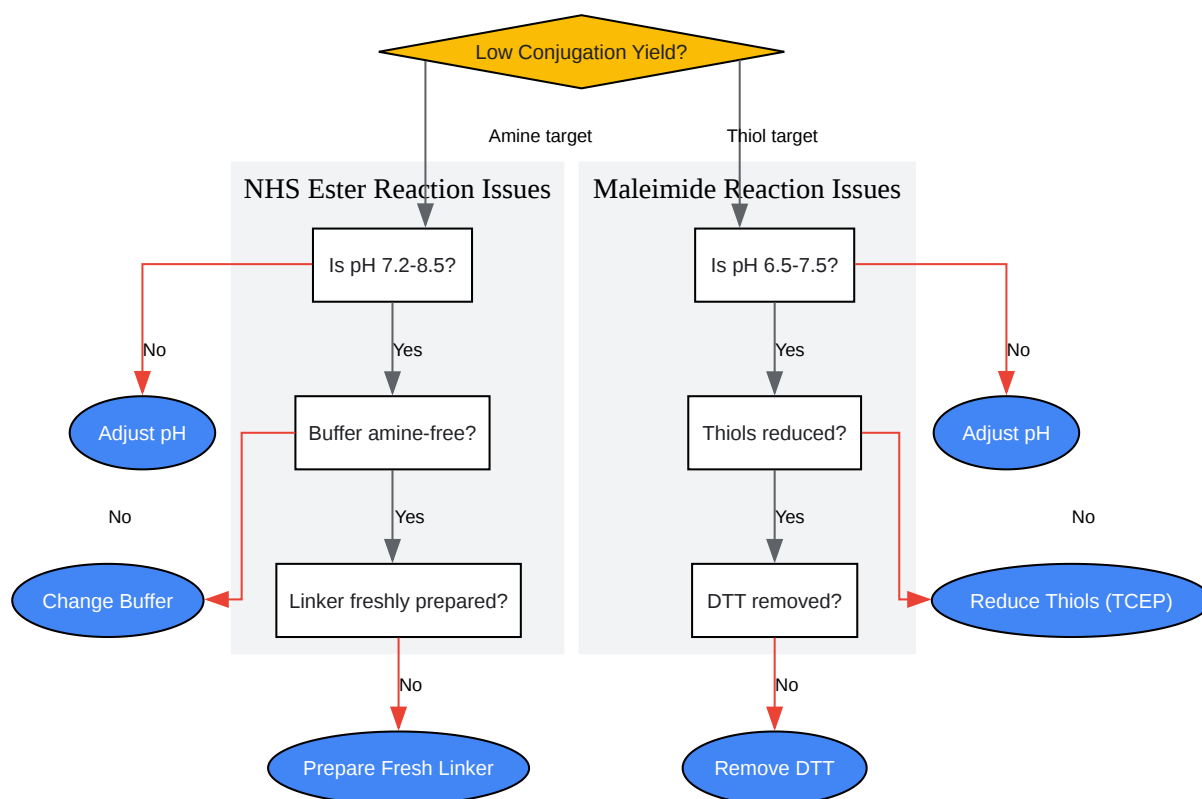 Low Conjugation Yield?
Amine target
Thiol target
NHS Ester Reaction Issues
Maleimide Reaction Issues
Is pH 7.2-8.5?
Is pH 6.5-7.5?
No
Yes
Yes
No
Adjust pH
Buffer amine-free?
Thiols reduced?
Adjust pH
No
Yes
Yes
No
Change Buffer
Linker freshly prepared?
DTT removed?
Reduce Thiols (TCEP)
No
No
Prepare Fresh Linker
Remove DTT